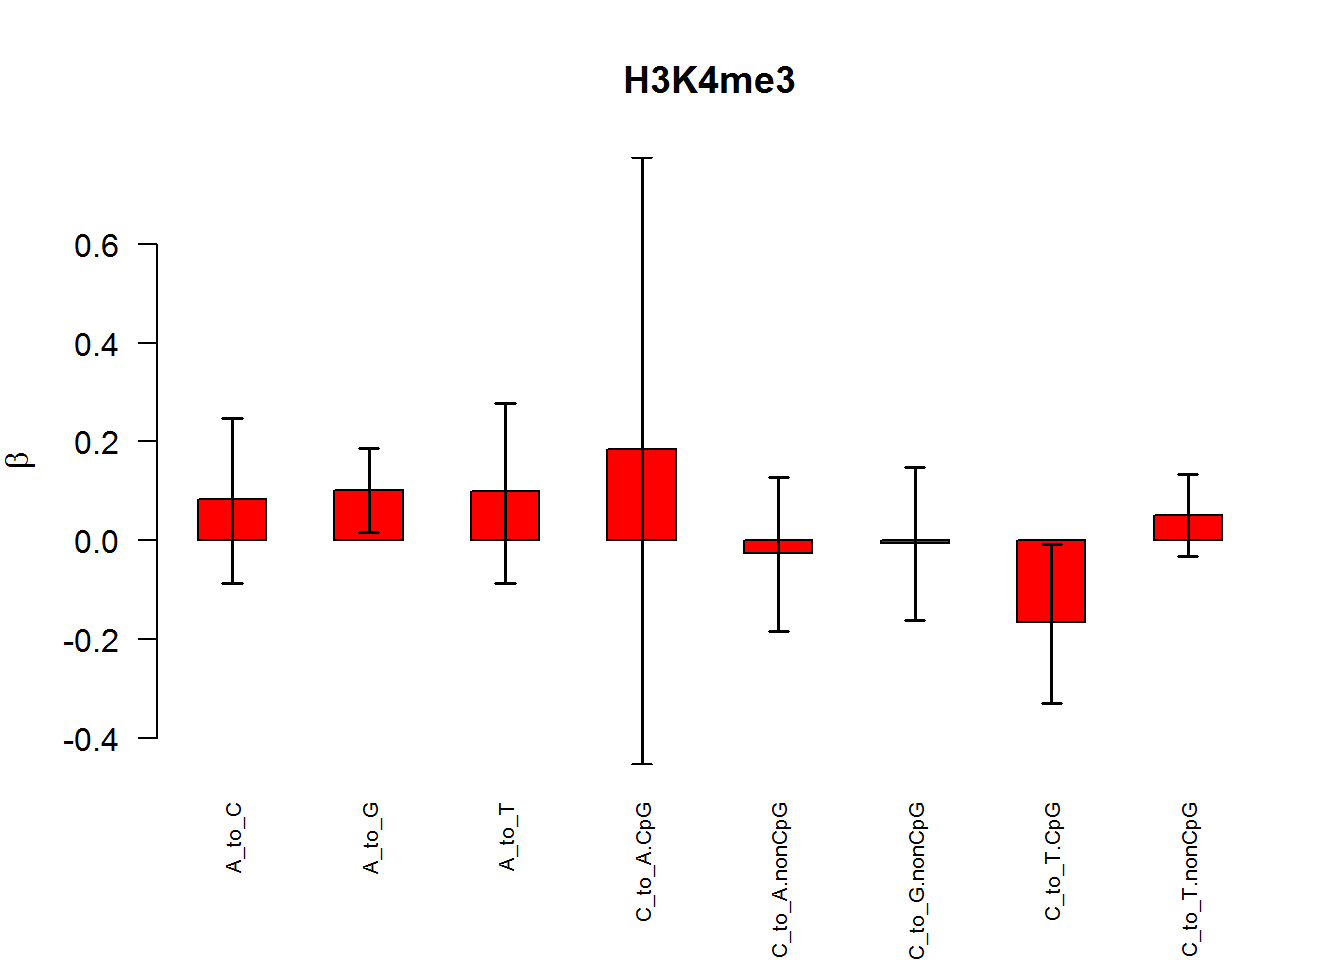 H3K4me3
β
0.6
0.4
0.2
0.0
-0.2
-0.4
A_to_C
A_to_G
A_to_T
C_to_A.CpG
C_to_A.nonCpG
C_to_G.nonCpG
C_to_T.CpG
C_to_T.nonCpG